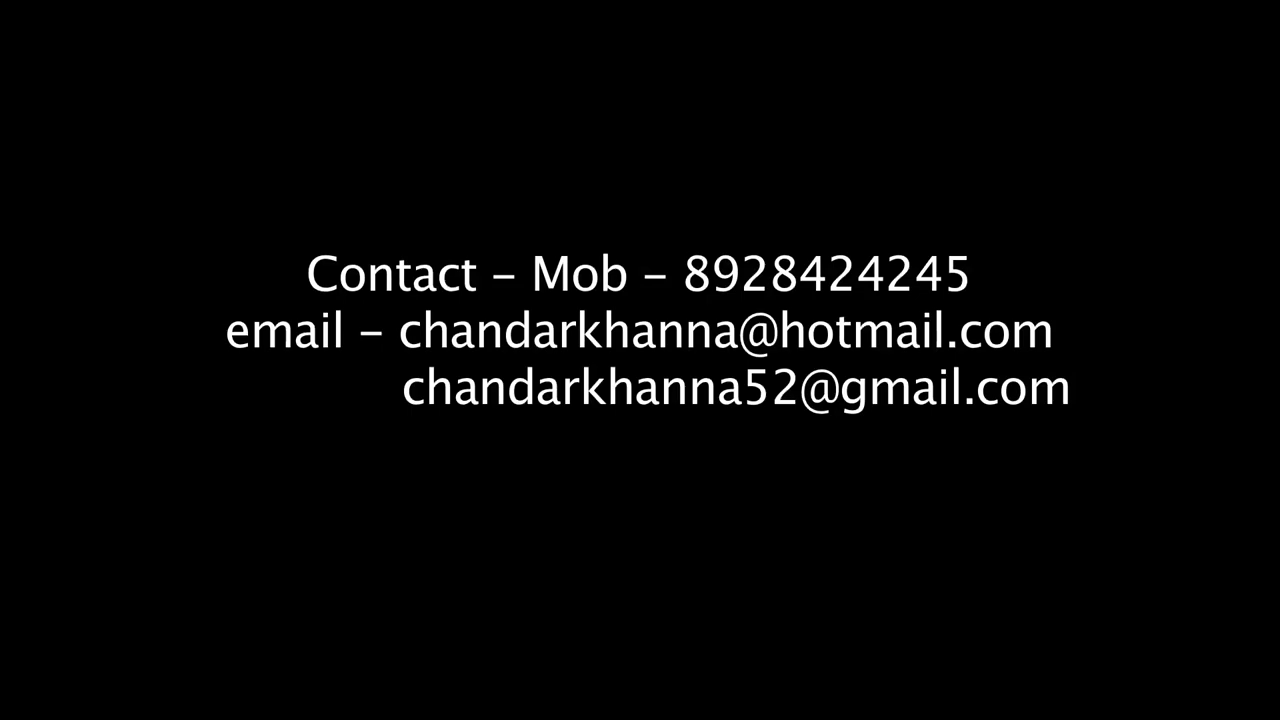 Contact – Mob – 8928424245
email – chandarkhanna@hotmail.com
chandarkhanna52@gmail.com